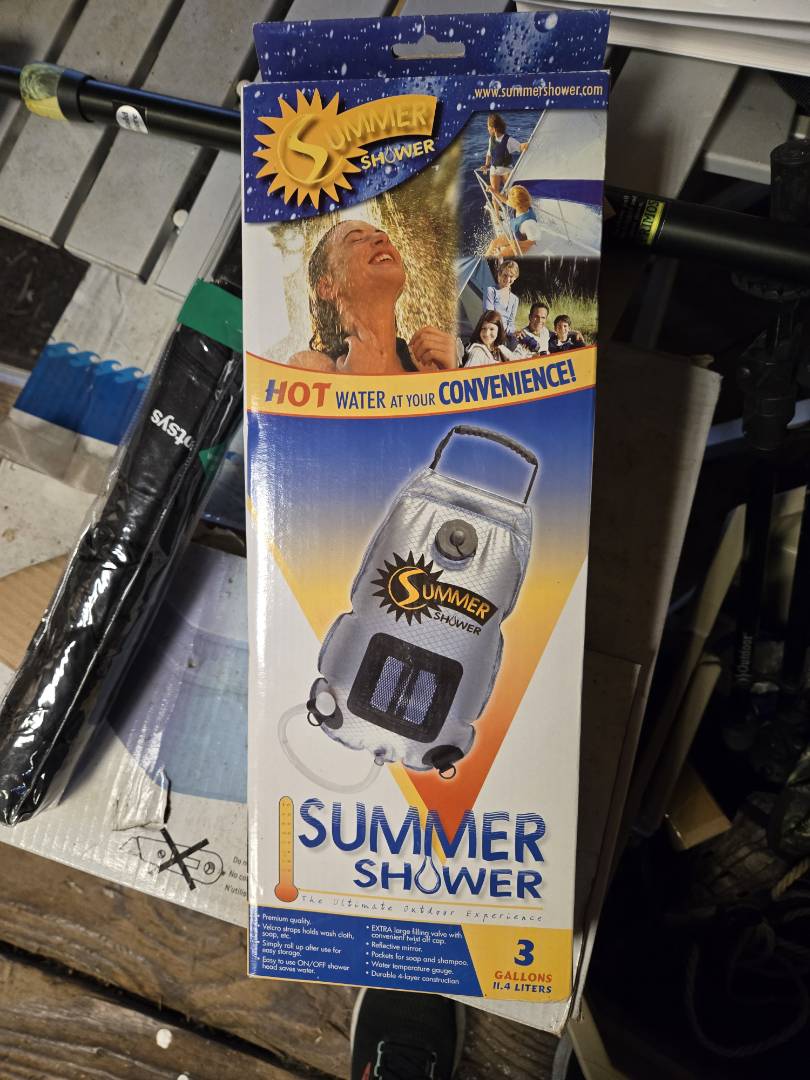 www.summershower.com
SUMMER
SHOWER
HOT WATER AT YOUR CONVENIENCE!
SUMMER
SHOWER
SUMMER
SHOWER
The Ultimate Outdoor Experience
• Premium quality.
• Velcro straps holds wash cloth,
soap, etc.
• Simply roll up after use for
easy storage.
• Easy to use ON/OFF shower
head saves water.
• EXTRA large filling valve with
convenient twist off cap.
• Reflective mirror.
• Pockets for soap and shampoo.
• Water temperature gauge.
• Durable 4-layer construction
3
GALLONS
11.4 LITERS
Outdoor